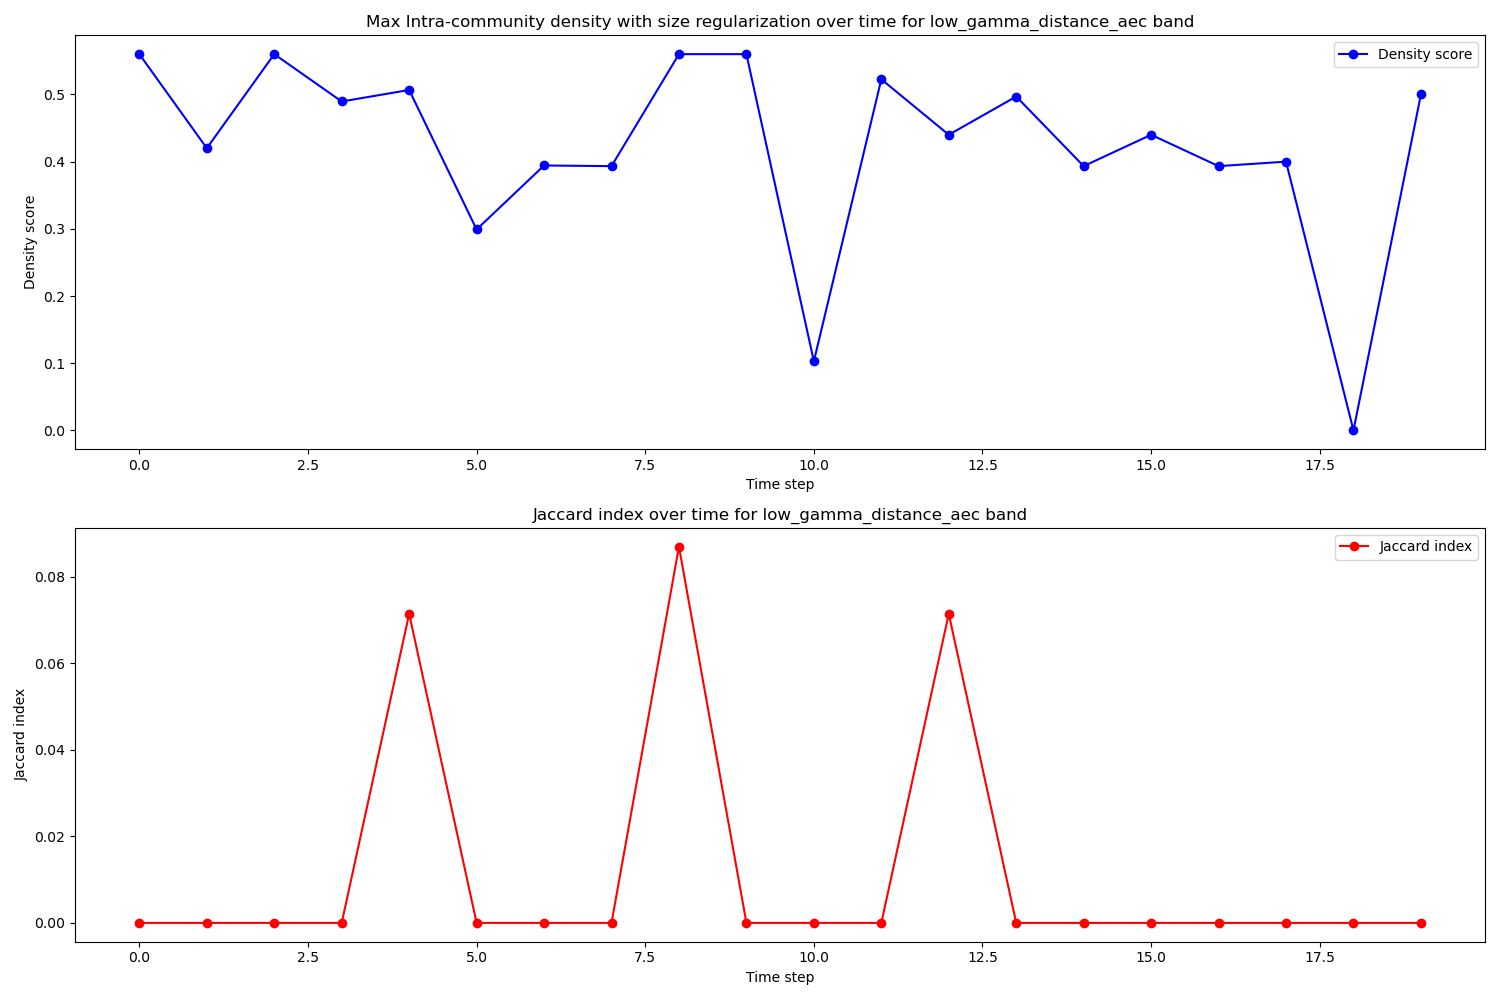 Max Intra-community density with size regularization over time for low_gamma_distance_aec band
Density score
Density score
0.5
0.4
0.3
0.2
0.1
0.0
0.0 2.5 5.0 7.5 10.0 12.5 15.0 17.5
Time step
Jaccard index over time for low_gamma_distance_aec band
Jaccard index
Jaccard index
0.08
0.06
0.04
0.02
0.00
0.0 2.5 5.0 7.5 10.0 12.5 15.0 17.5
Time step